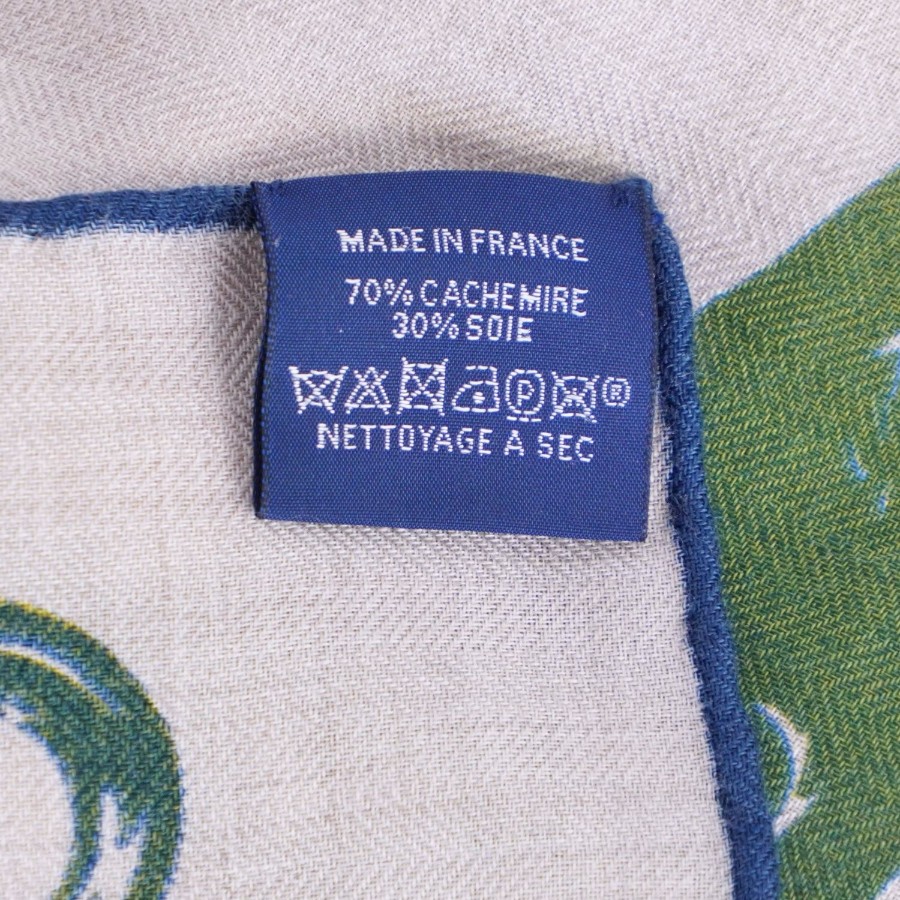 MADE IN FRANCE
70% CACHEMIRE
30% SOIE
P ®
NETTOYAGE À SEC